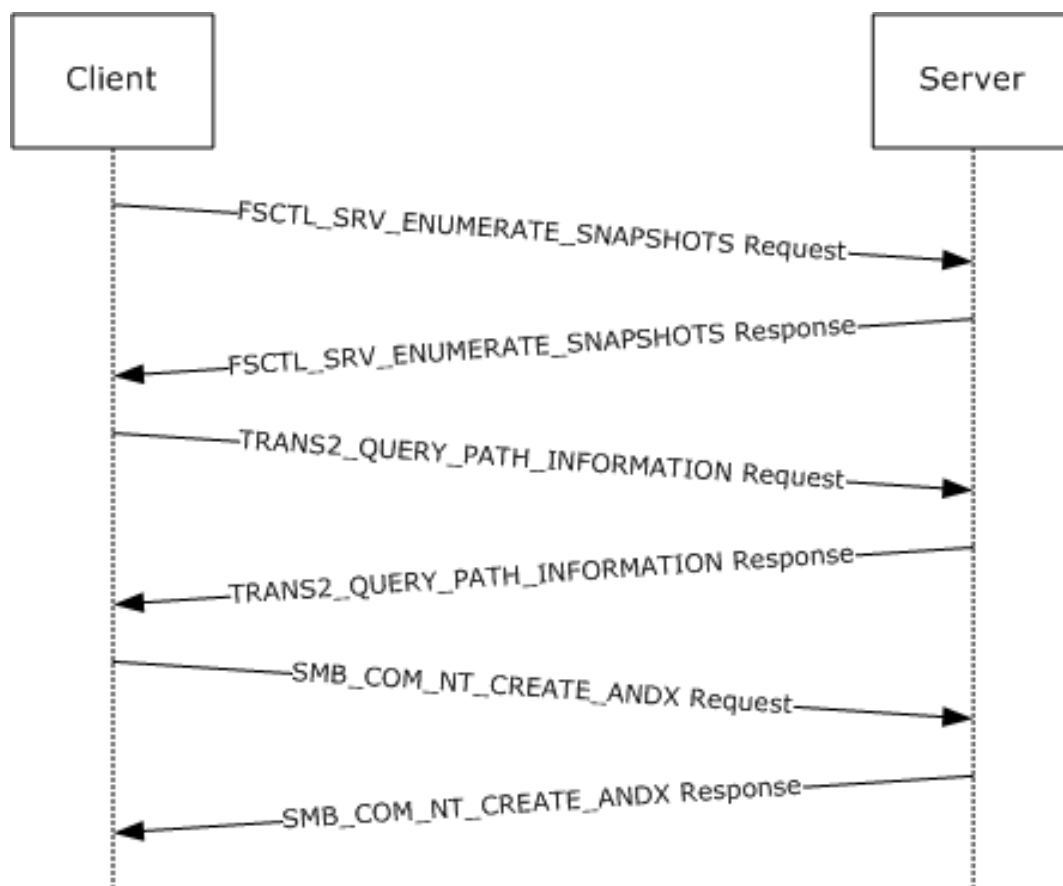 Client
Server
FSCTL_SRV_ENUMERATE_SNAPSHOTS Request
FSCTL_SRV_ENUMERATE_SNAPSHOTS Response
TRANS2_QUERY_PATH_INFORMATION Request
TRANS2_QUERY_PATH_INFORMATION Response
SMB_COM_NT_CREATE_ANDX Request
SMB_COM_NT_CREATE_ANDX Response